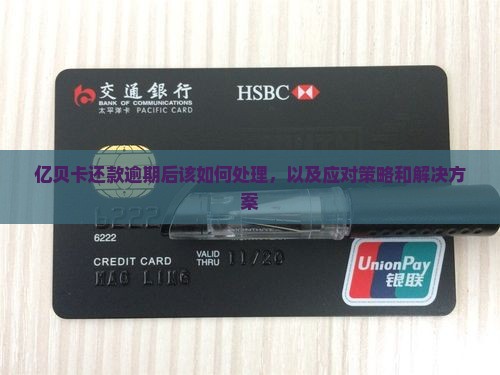 交通銀行
BANK OF COMMUNICATIONS
太平洋卡 PACIFIC CARD
HSBC
亿贝卡还款逾期后该如何处理，以及应对策略和解决方
案
6222
6222
CREDIT CARD
VALID
THRU
11/20
MAO LING
UnionPay
银联